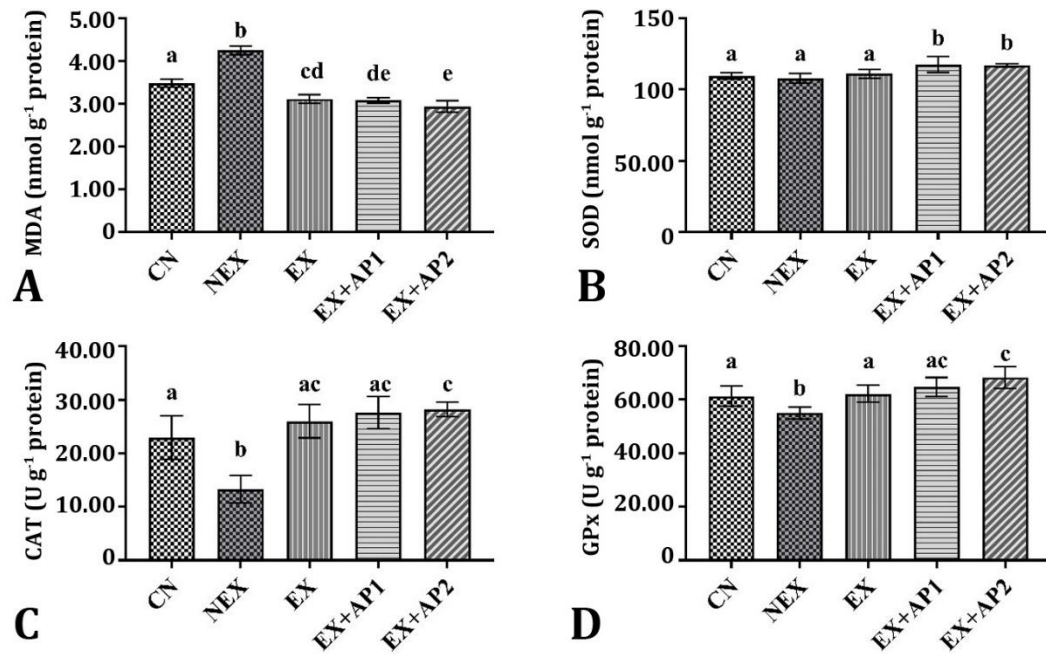 MDA (nmol g⁻¹ protein)
5.00
4.00
3.00
2.00
1.00
0
a
b
cd
de
e
CN
NEX
EX
EX+AP1
EX+AP2
A
SOD (nmol g⁻¹ protein)
150
100
50.00
0
a
a
a
b
b
CN
NEX
EX
EX+AP1
EX+AP2
B
CAT (U g⁻¹ protein)
40.00
30.00
20.00
10.00
0
a
b
ac
ac
c
CN
NEX
EX
EX+AP1
EX+AP2
C
GPx (U g⁻¹ protein)
80.00
60.00
40.00
20.00
0
a
b
a
ac
c
CN
NEX
EX
EX+AP1
EX+AP2
D